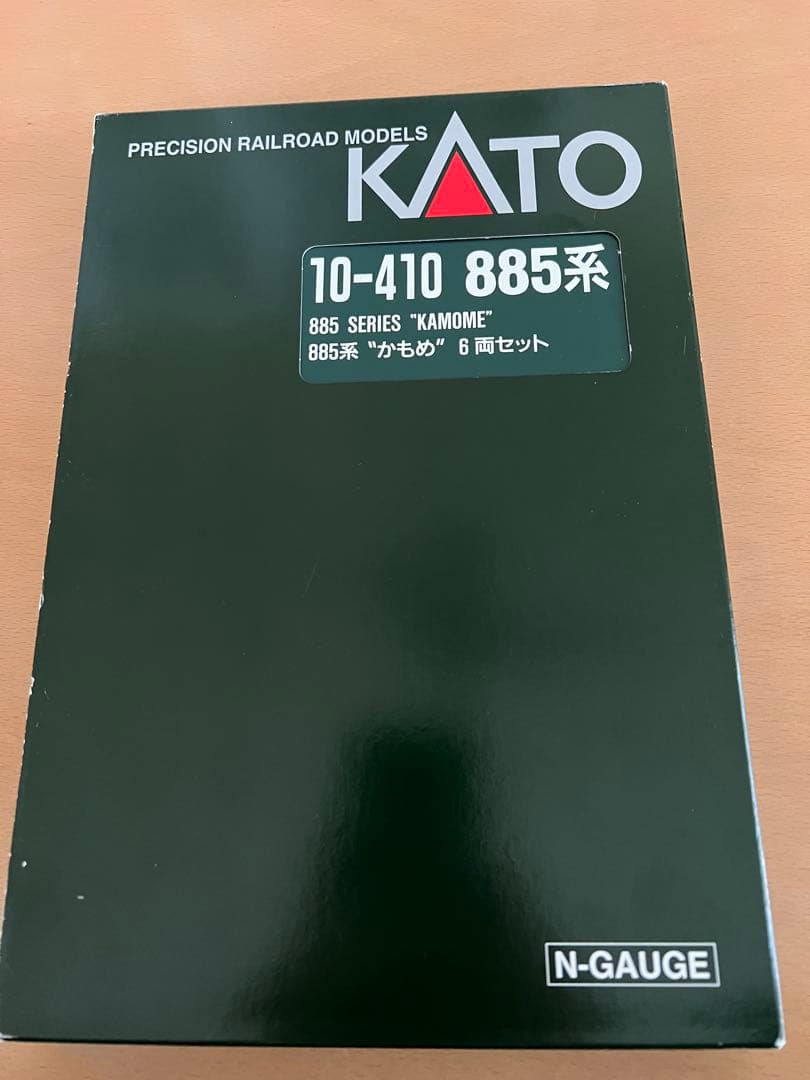 PRECISION RAILROAD MODELS
KATO
10-410 885系
885 SERIES "KAMOME"
885系 〝かもめ〟 6両セット
N-GAUGE